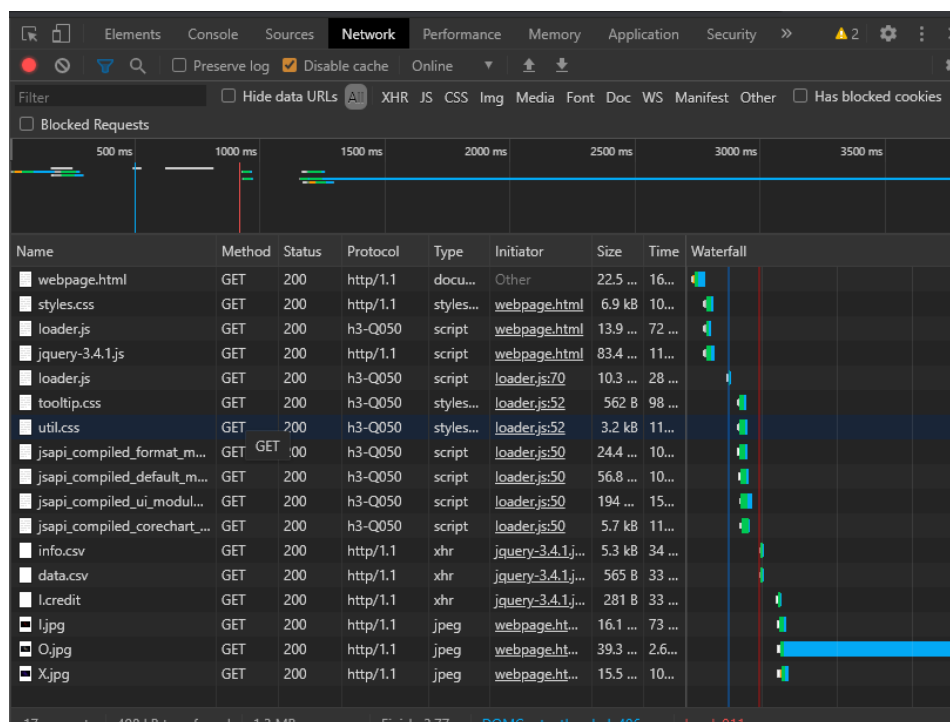 Elements Console Sources Network Performance Memory Application Security » 2
Preserve log Disable cache Online
Filter Hide data URLs All XHR JS CSS Img Media Font Doc WS Manifest Other Has blocked cookies
Blocked Requests
500 ms 1000 ms 1500 ms 2000 ms 2500 ms 3000 ms 3500 ms
Name Method Status Protocol Type Initiator Size Time Waterfall
webpage.html GET 200 http/1.1 docu... Other 22.5 ... 16...
styles.css GET 200 http/1.1 styles... webpage.html 6.9 kB 10...
loader.js GET 200 h3-Q050 script webpage.html 13.9 ... 72 ...
jquery-3.4.1.js GET 200 http/1.1 script webpage.html 83.4 ... 11...
loader.js GET 200 h3-Q050 script loader.js:70 10.3 ... 28 ...
tooltip.css GET 200 h3-Q050 styles... loader.js:52 562 B 98 ...
util.css GET 200 h3-Q050 styles... loader.js:52 3.2 kB 11...
GET
jsapi_compiled_format_m... GET 200 h3-Q050 script loader.js:50 24.4 ... 10...
jsapi_compiled_default_m... GET 200 h3-Q050 script loader.js:50 56.8 ... 10...
jsapi_compiled_ui_modul... GET 200 h3-Q050 script loader.js:50 194 ... 15...
jsapi_compiled_corechart_... GET 200 h3-Q050 script loader.js:50 5.7 kB 11...
info.csv GET 200 http/1.1 xhr jquery-3.4.1.j... 5.3 kB 34 ...
data.csv GET 200 http/1.1 xhr jquery-3.4.1.j... 565 B 33 ...
I.credit GET 200 http/1.1 xhr jquery-3.4.1.j... 281 B 33 ...
I.jpg GET 200 http/1.1 jpeg webpage.ht... 16.1 ... 73 ...
O.jpg GET 200 http/1.1 jpeg webpage.ht... 39.3 ... 2.6...
X.jpg GET 200 http/1.1 jpeg webpage.ht... 15.5 ... 10...